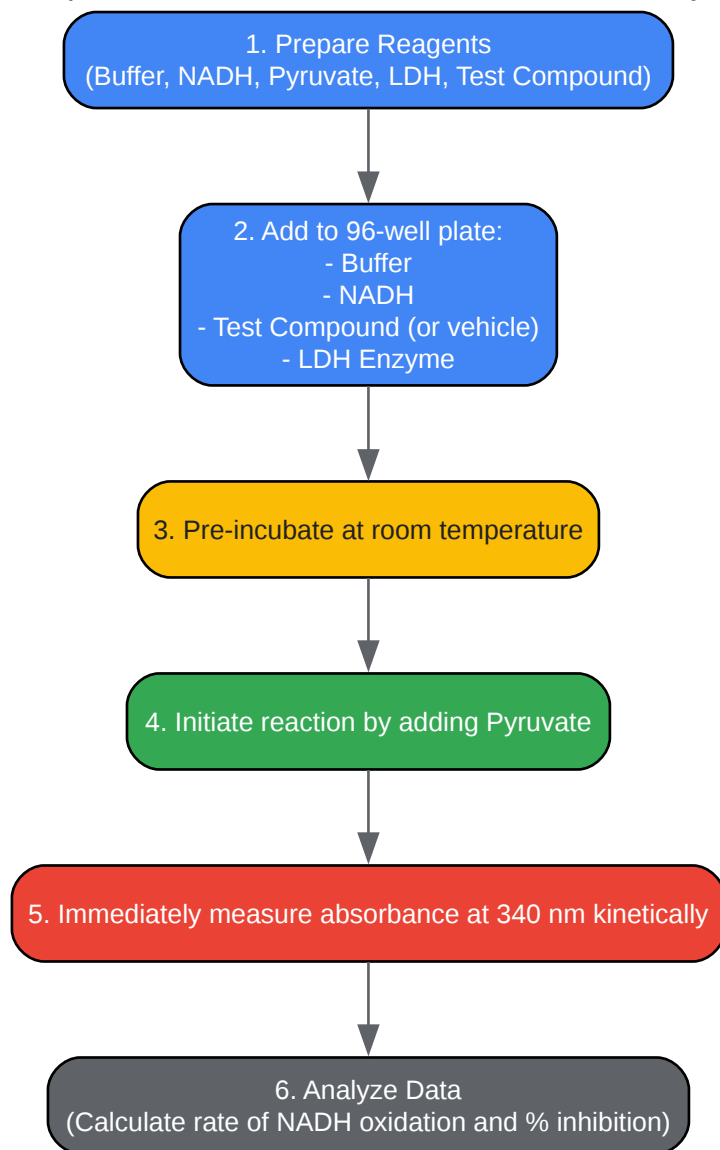 1. Prepare Reagents
(Buffer, NADH, Pyruvate, LDH, Test Compound)
2. Add to 96-well plate:
- Buffer
- NADH
- Test Compound (or vehicle)
- LDH Enzyme
3. Pre-incubate at room temperature
4. Initiate reaction by adding Pyruvate
5. Immediately measure absorbance at 340 nm kinetically
6. Analyze Data
(Calculate rate of NADH oxidation and % inhibition)